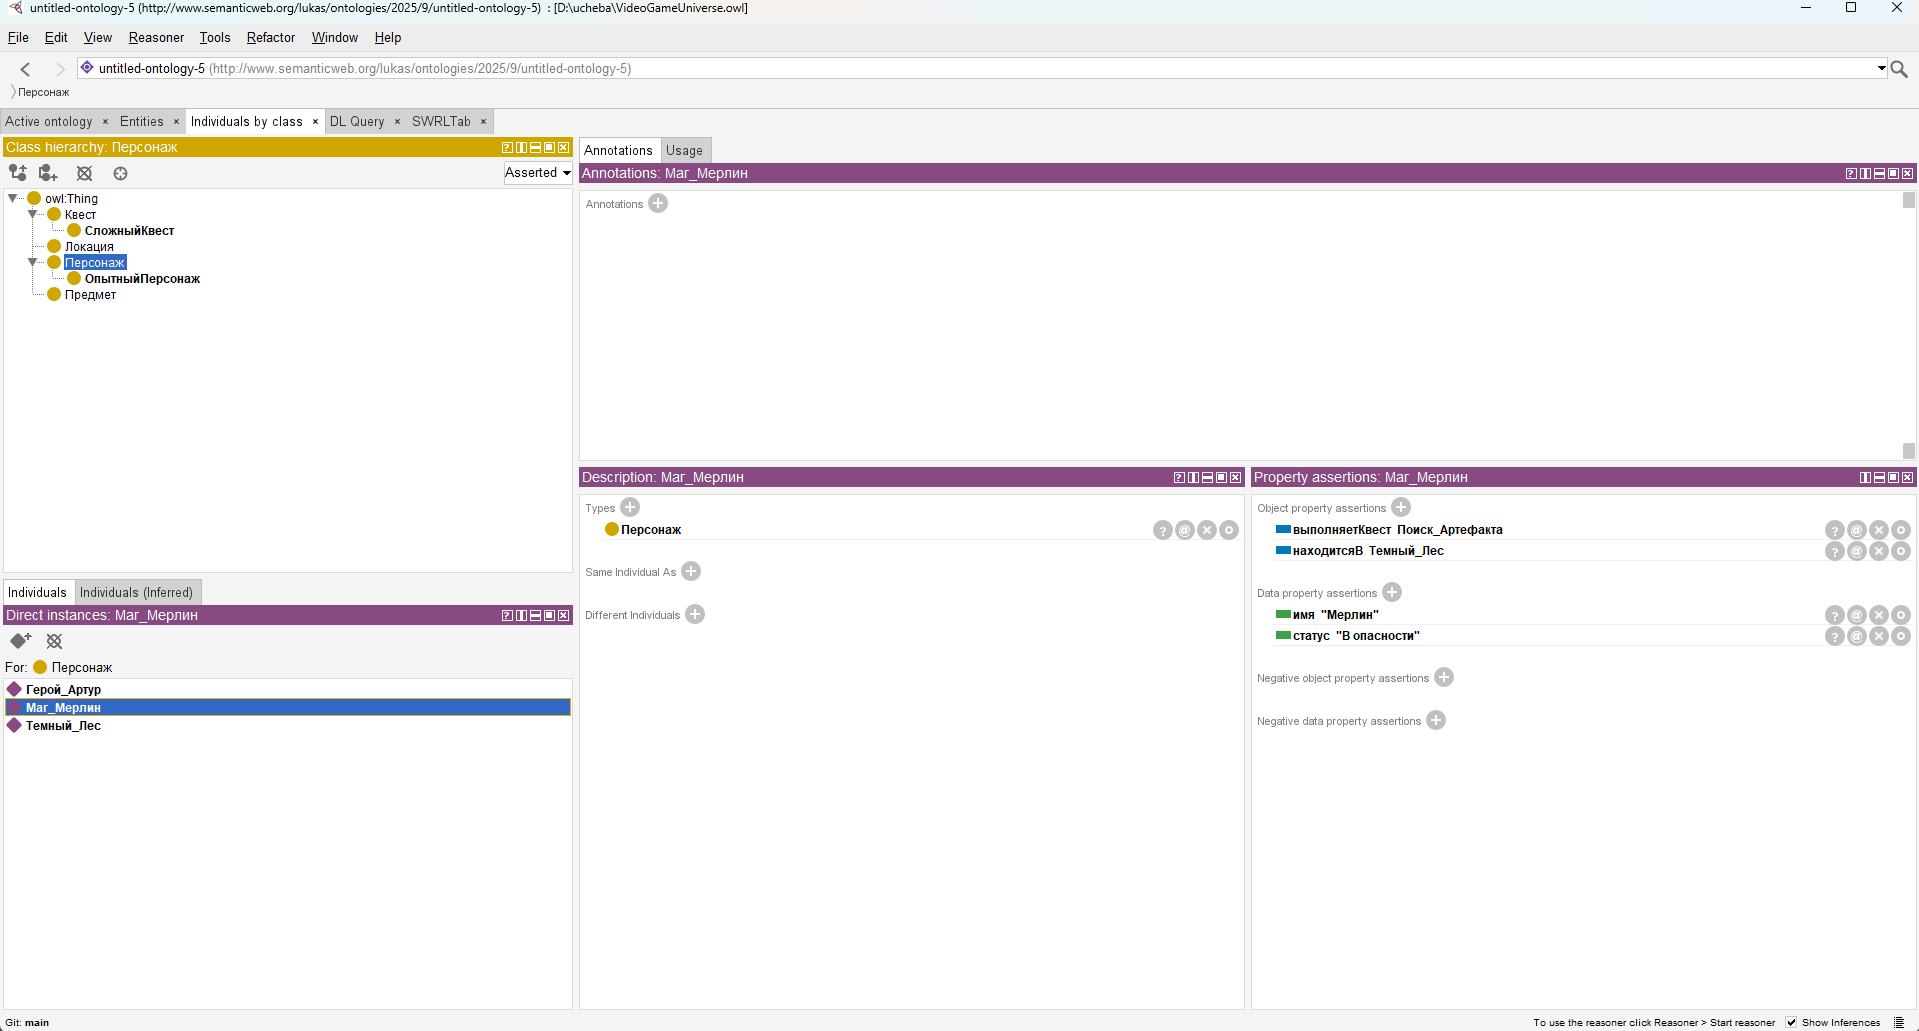 untitled-ontology-5 (http://www.semanticweb.org/lukas/ontologies/2025/9/untitled-ontology-5) : [D:\ucheba\VideoGameUniverse.owl]
File Edit View Reasoner Tools Refactor Window Help
untitled-ontology-5 (http://www.semanticweb.org/lukas/ontologies/2025/9/untitled-ontology-5)
Персонаж
Active ontology × Entities × Individuals by class × DL Query × SWRLTab ×
Class hierarchy: Персонаж
Asserted
owl:Thing
Квест
СложныйКвест
Локация
Персонаж
ОпытныйПерсонаж
Предмет
Individuals Individuals (Inferred)
Direct instances: Маг_Мерлин
For: Персонаж
Герой_Артур
Маг_Мерлин
Темный_Лес
Annotations Usage
Annotations: Маг_Мерлин
Annotations
Description: Маг_Мерлин
Types
Персонаж
Same Individual As
Different Individuals
Property assertions: Маг_Мерлин
Object property assertions
выполняетКвест Поиск_Артефакта
находитсяВ Темный_Лес
Data property assertions
имя "Мерлин"
статус "В опасности"
Negative object property assertions
Negative data property assertions
Git: main
To use the reasoner click Reasoner > Start reasoner Show Inferences